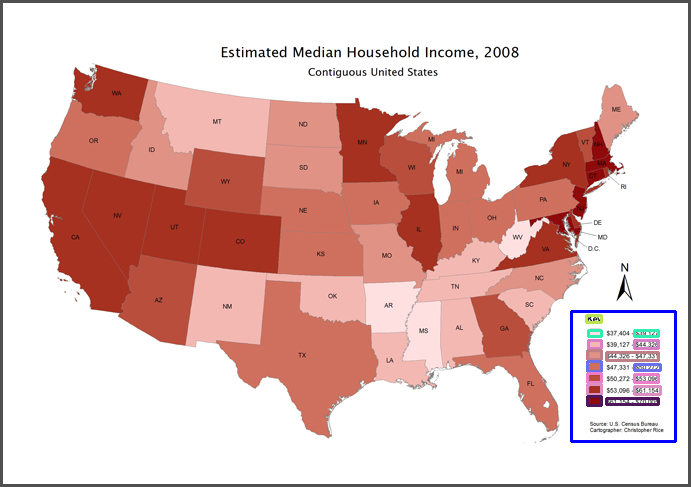 Estimated Median Household Income, 2008
Contiguous United States
WA
MT
ND
MN
ME
OR
ID
SD
WI
MI
MI
VT
NH
NY
MA
CT
RI
WY
IA
PA
NJ
NE
NV
UT
CO
IL
IN
OH
DE
MD
D.C.
CA
KS
MO
WV
VA
KY
NC
TN
AZ
NM
OK
AR
SC
MS
AL
GA
TX
LA
FL
N
Key
$37,404 - $39,127
$39,127 - $44,326
$44,326 - $47,331
$47,331 - $50,272
$50,272 - $53,096
$53,096 - $61,154
Source: U.S. Census Bureau
Cartographer: Christopher Rice